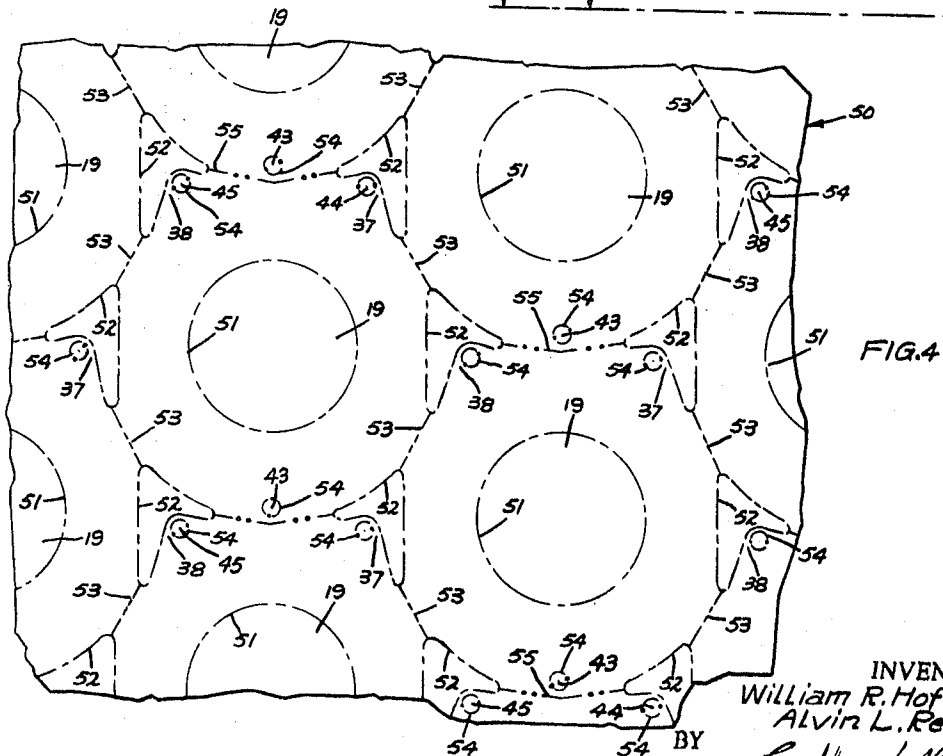 19
53 53 53 50
55 43 54
52 52 51 52
19 45 44 19 54
51 38 54 37 45
38
53 53 53
54
52 55 43 52
51 19 52 51
54 54 54 FIG.4
37 38 37
53 53 19 53
43 54
51 52 52 51 52
19 54 54 54
38 45 37 38
53 51 19 53 53
54
52 52 55 43 52 INVEN
William R. Hof
45 44 Alvin L. Re
54 54 BY